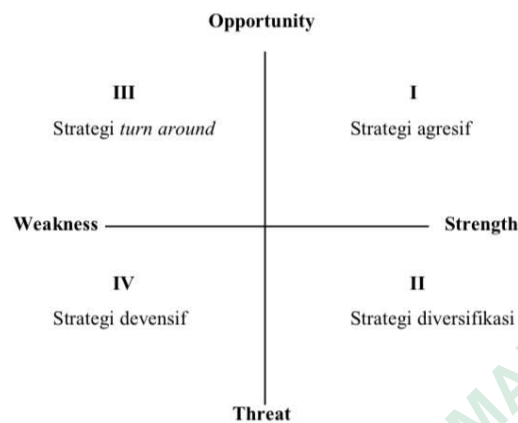 Opportunity
III
I
Strategi turn around
Strategi agresif
Weakness
Strength
IV
II
Strategi devensif
Strategi diversifikasi
Threat